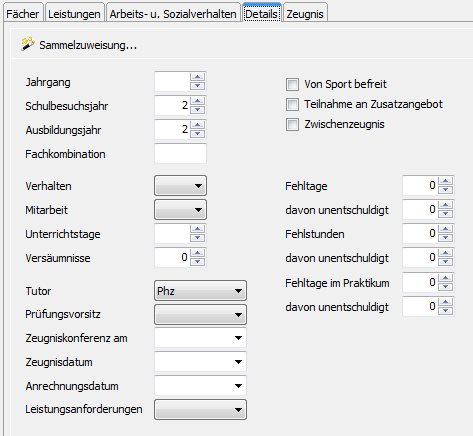 Fächer Leistungen Arbeits- u. Sozialverhalten Details Zeugnis
Sammelzuweisung...
Jahrgang
Schulbesuchsjahr 2
Ausbildungsjahr 2
Fachkombination
Von Sport befreit
Teilnahme an Zusatzangebot
Zwischenzeugnis
Verhalten
Mitarbeit
Unterrichtstage
Versäumnisse 0
Fehltage 0
davon unentschuldigt 0
Fehlstunden 0
davon unentschuldigt 0
Fehltage im Praktikum 0
davon unentschuldigt 0
Tutor Phz
Prüfungsvorsitz
Zeugniskonferenz am
Zeugnisdatum
Anrechnungsdatum
Leistungsanforderungen